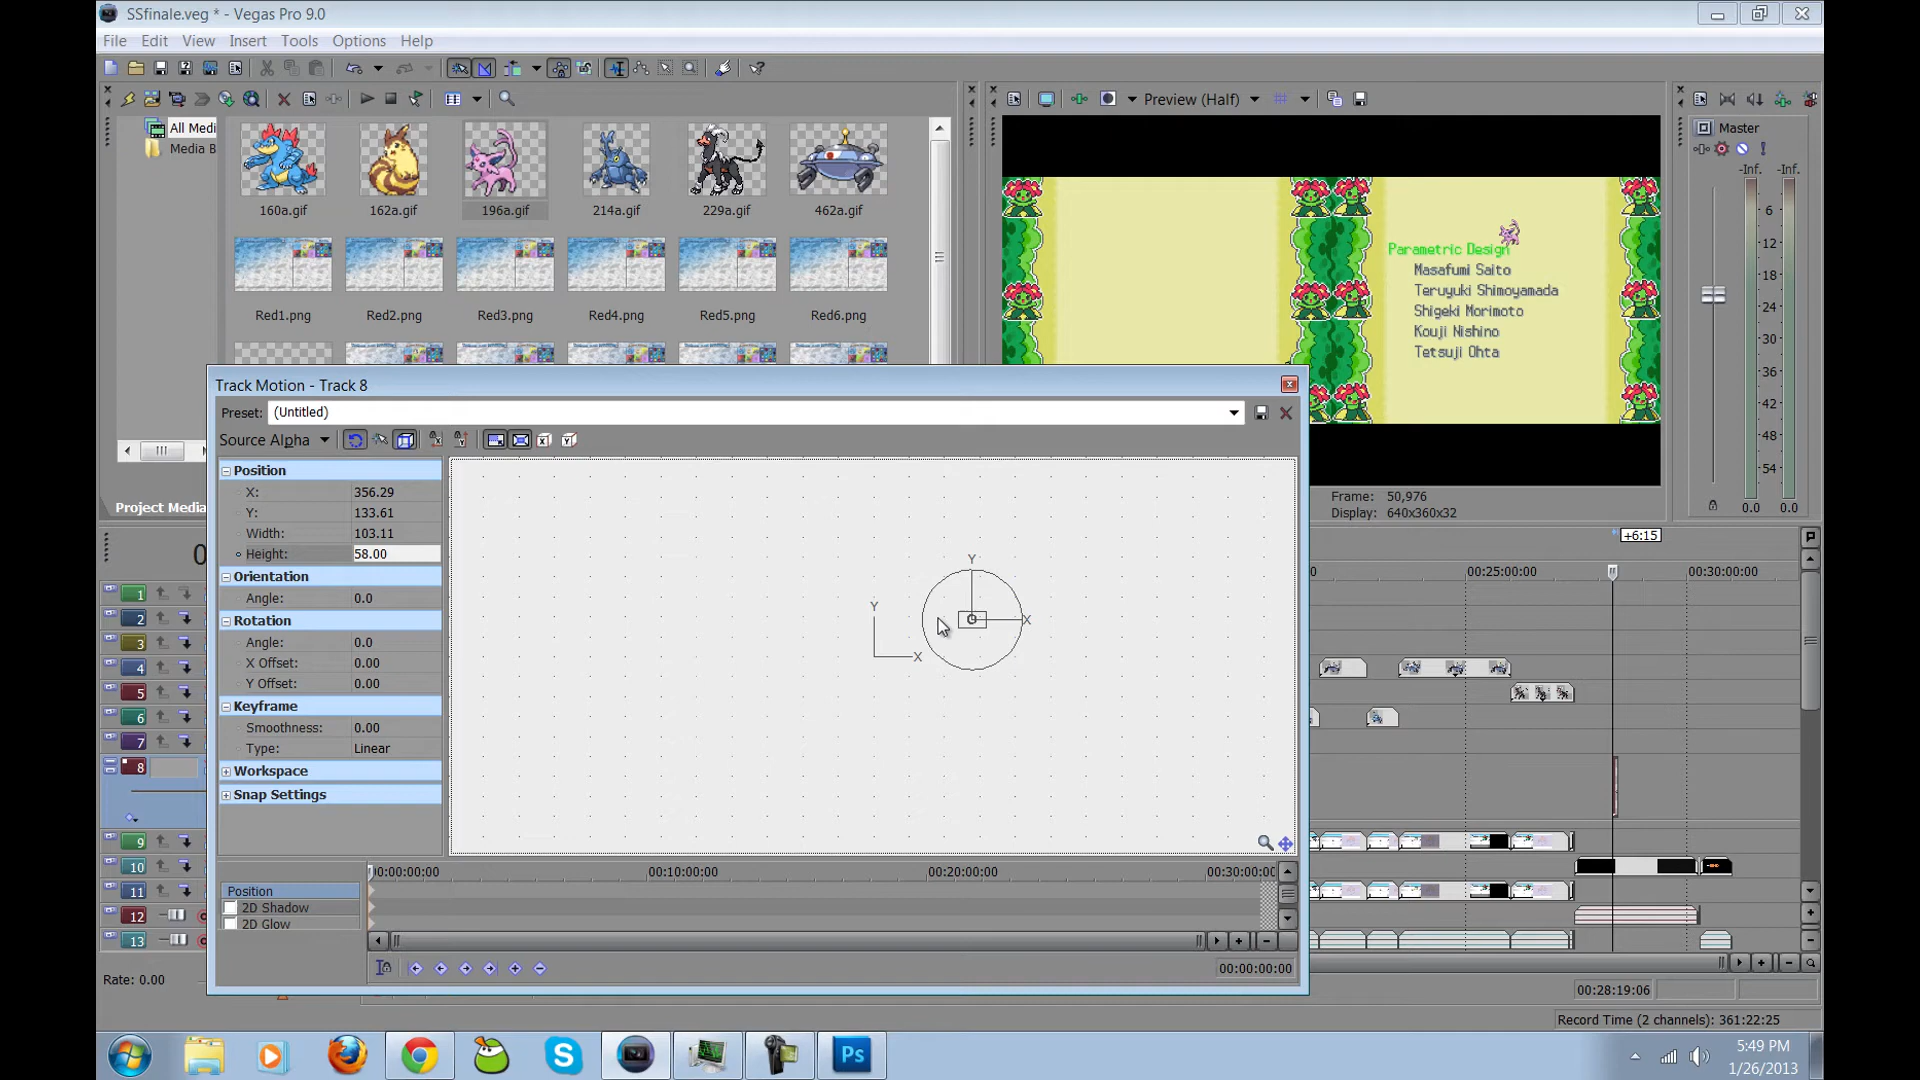 SSfinale.veg * - Vegas Pro 9.0
File Edit View Insert Tools Options Help
Preview (Half)
All Medi
Media B
160a.gif 162a.gif 196a.gif 214a.gif 229a.gif 462a.gif
Red1.png Red2.png Red3.png Red4.png Red5.png Red6.png
Parametric Design
Masafumi Saito
Teruyuki Shimoyamada
Shigeki Morimoto
Kouji Nishino
Tetsuji Ohta
Master
-Inf. -Inf.
6
12
18
24
30
36
42
48
54
0.0 0.0
Project Media
Frame: 50,976
Display: 640x360x32
Track Motion - Track 8
Preset: (Untitled)
Source Alpha
Position
X: 356.29
Y: 133.61
Width: 103.11
Height: 58.00
Orientation
Angle: 0.0
Rotation
Angle: 0.0
X Offset: 0.00
Y Offset: 0.00
Keyframe
Smoothness: 0.00
Type: Linear
Workspace
Snap Settings
Y
X
Y
X
00:00:00:00 00:10:00:00 00:20:00:00 00:30:00:00
Position
2D Shadow
2D Glow
00:00:00:00
+6:15
00:25:00:00 00:30:00:00
1
2
3
4
5
6
7
8
9
10
11
12
13
Rate: 0.00
00:28:19:06
Record Time (2 channels): 361:22:25
Ps
5:49 PM
1/26/2013